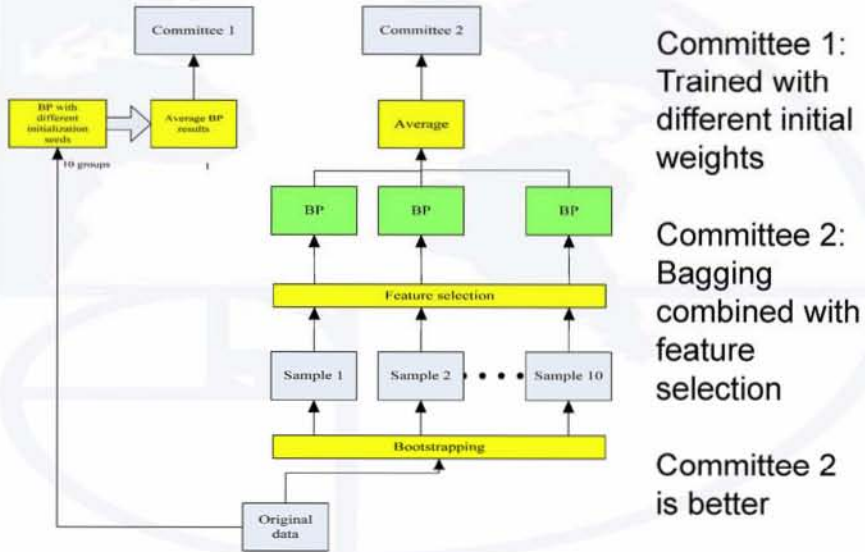 Committee 1
Committee 2
BP with
different
initialization
seeds
Average BP
results
10 groups
1
Average
BP
BP
BP
Feature selection
Sample 1
Sample 2
Sample 10
Bootstrapping
Original
data
Committee 1:
Trained with
different initial
weights
Committee 2:
Bagging
combined with
feature
selection
Committee 2
is better